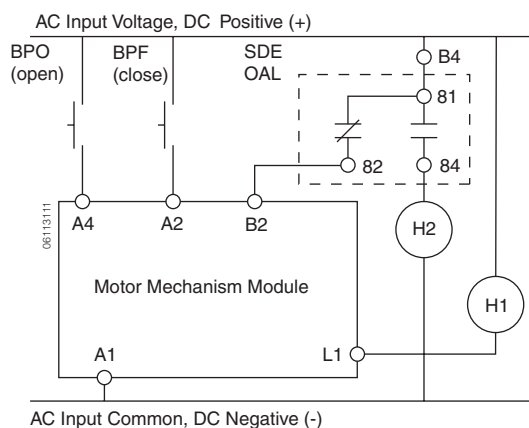 AC Input Voltage, DC Positive (+)
BPO
(open)
BPF
(close)
SDE
OAL
B4
81
82
84
A4
A2
B2
H2
06113111
Motor Mechanism Module
H1
A1
L1
AC Input Common, DC Negative (-)